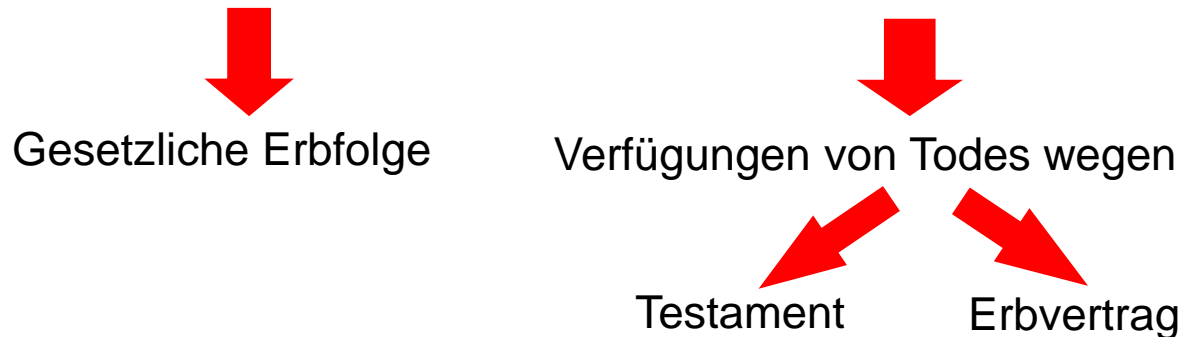 Gesetzliche Erbfolge
Verfügungen von Todes wegen
Testament
Erbvertrag